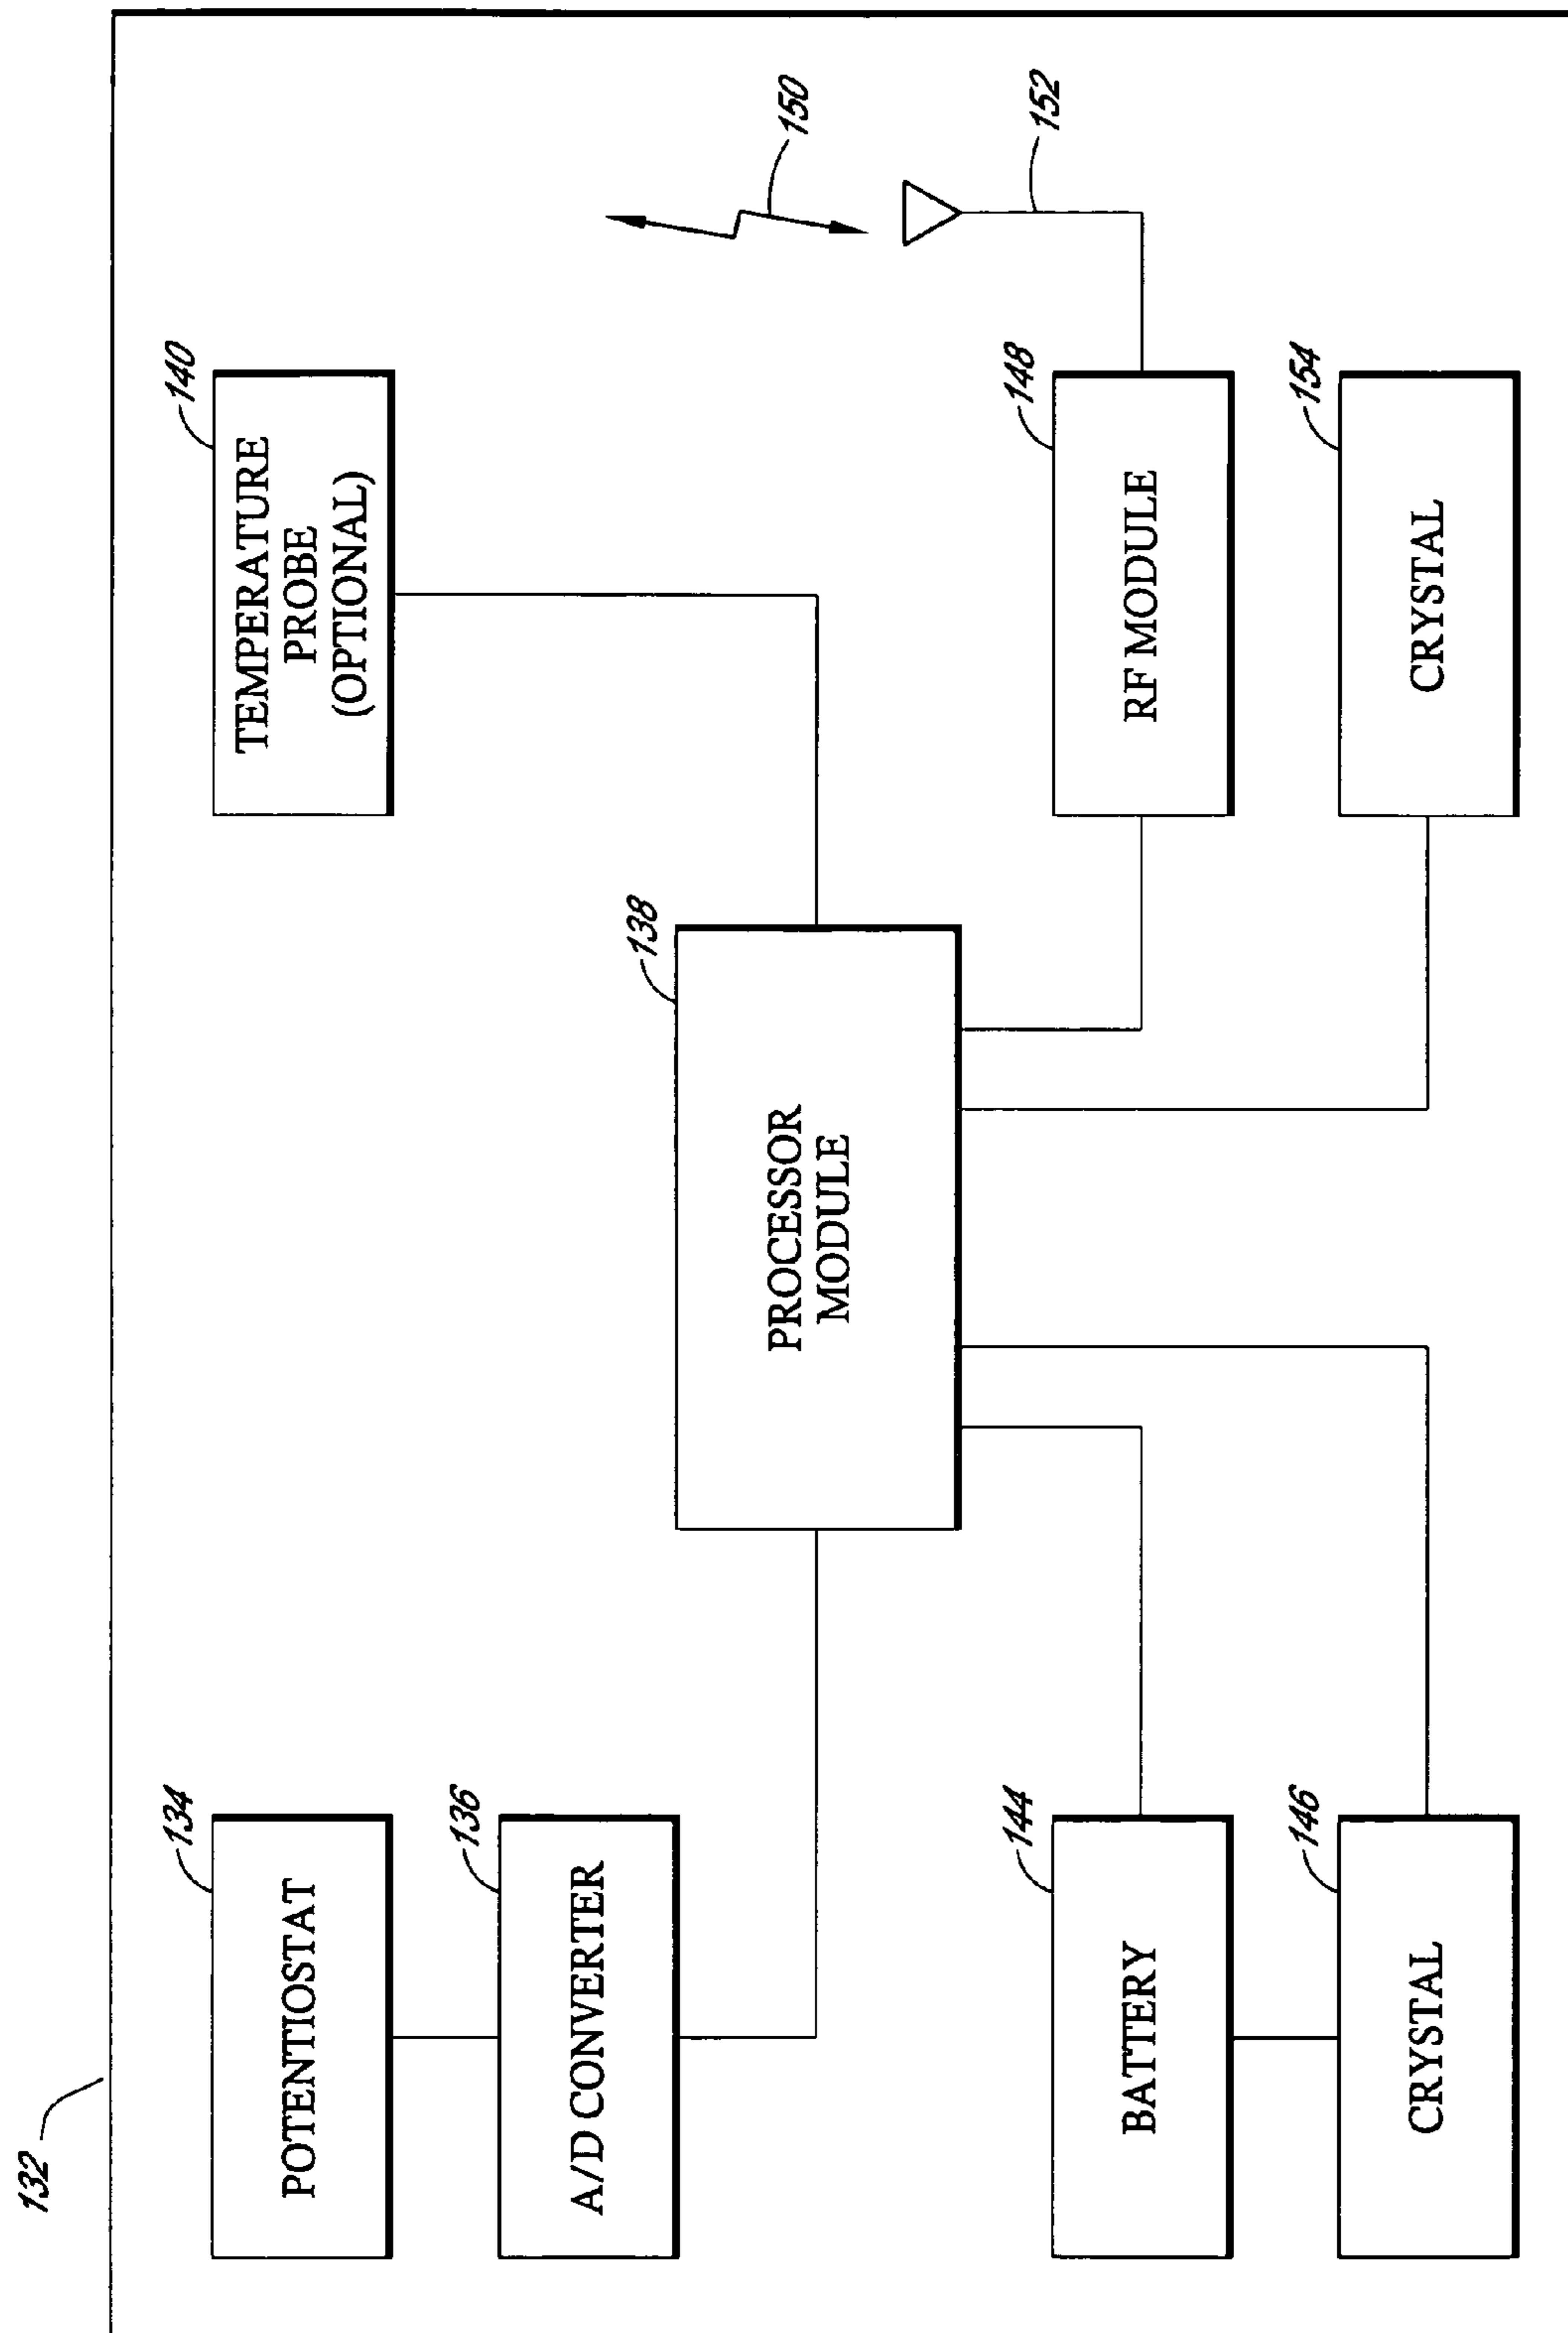 132
134
POTENTIOSTAT
136
A/D CONVERTER
138
PROCESSOR
MODULE
140
TEMPERATURE
PROBE
(OPTIONAL)
150
152
144
BATTERY
146
CRYSTAL
148
RF MODULE
154
CRYSTAL